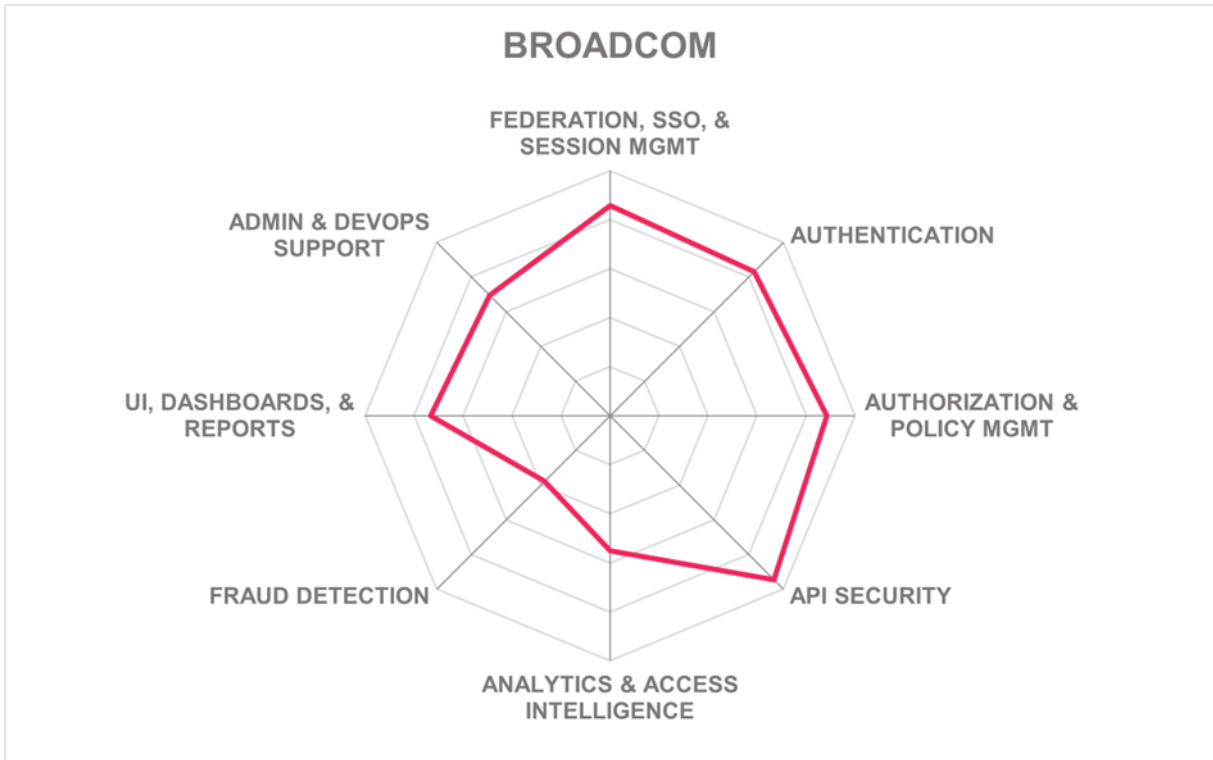 BROADCOM
FEDERATION, SSO, &
SESSION MGMT
ADMIN & DEVOPS
SUPPORT
AUTHENTICATION
UI, DASHBOARDS, &
REPORTS
AUTHORIZATION &
POLICY MGMT
FRAUD DETECTION
API SECURITY
ANALYTICS & ACCESS
INTELLIGENCE